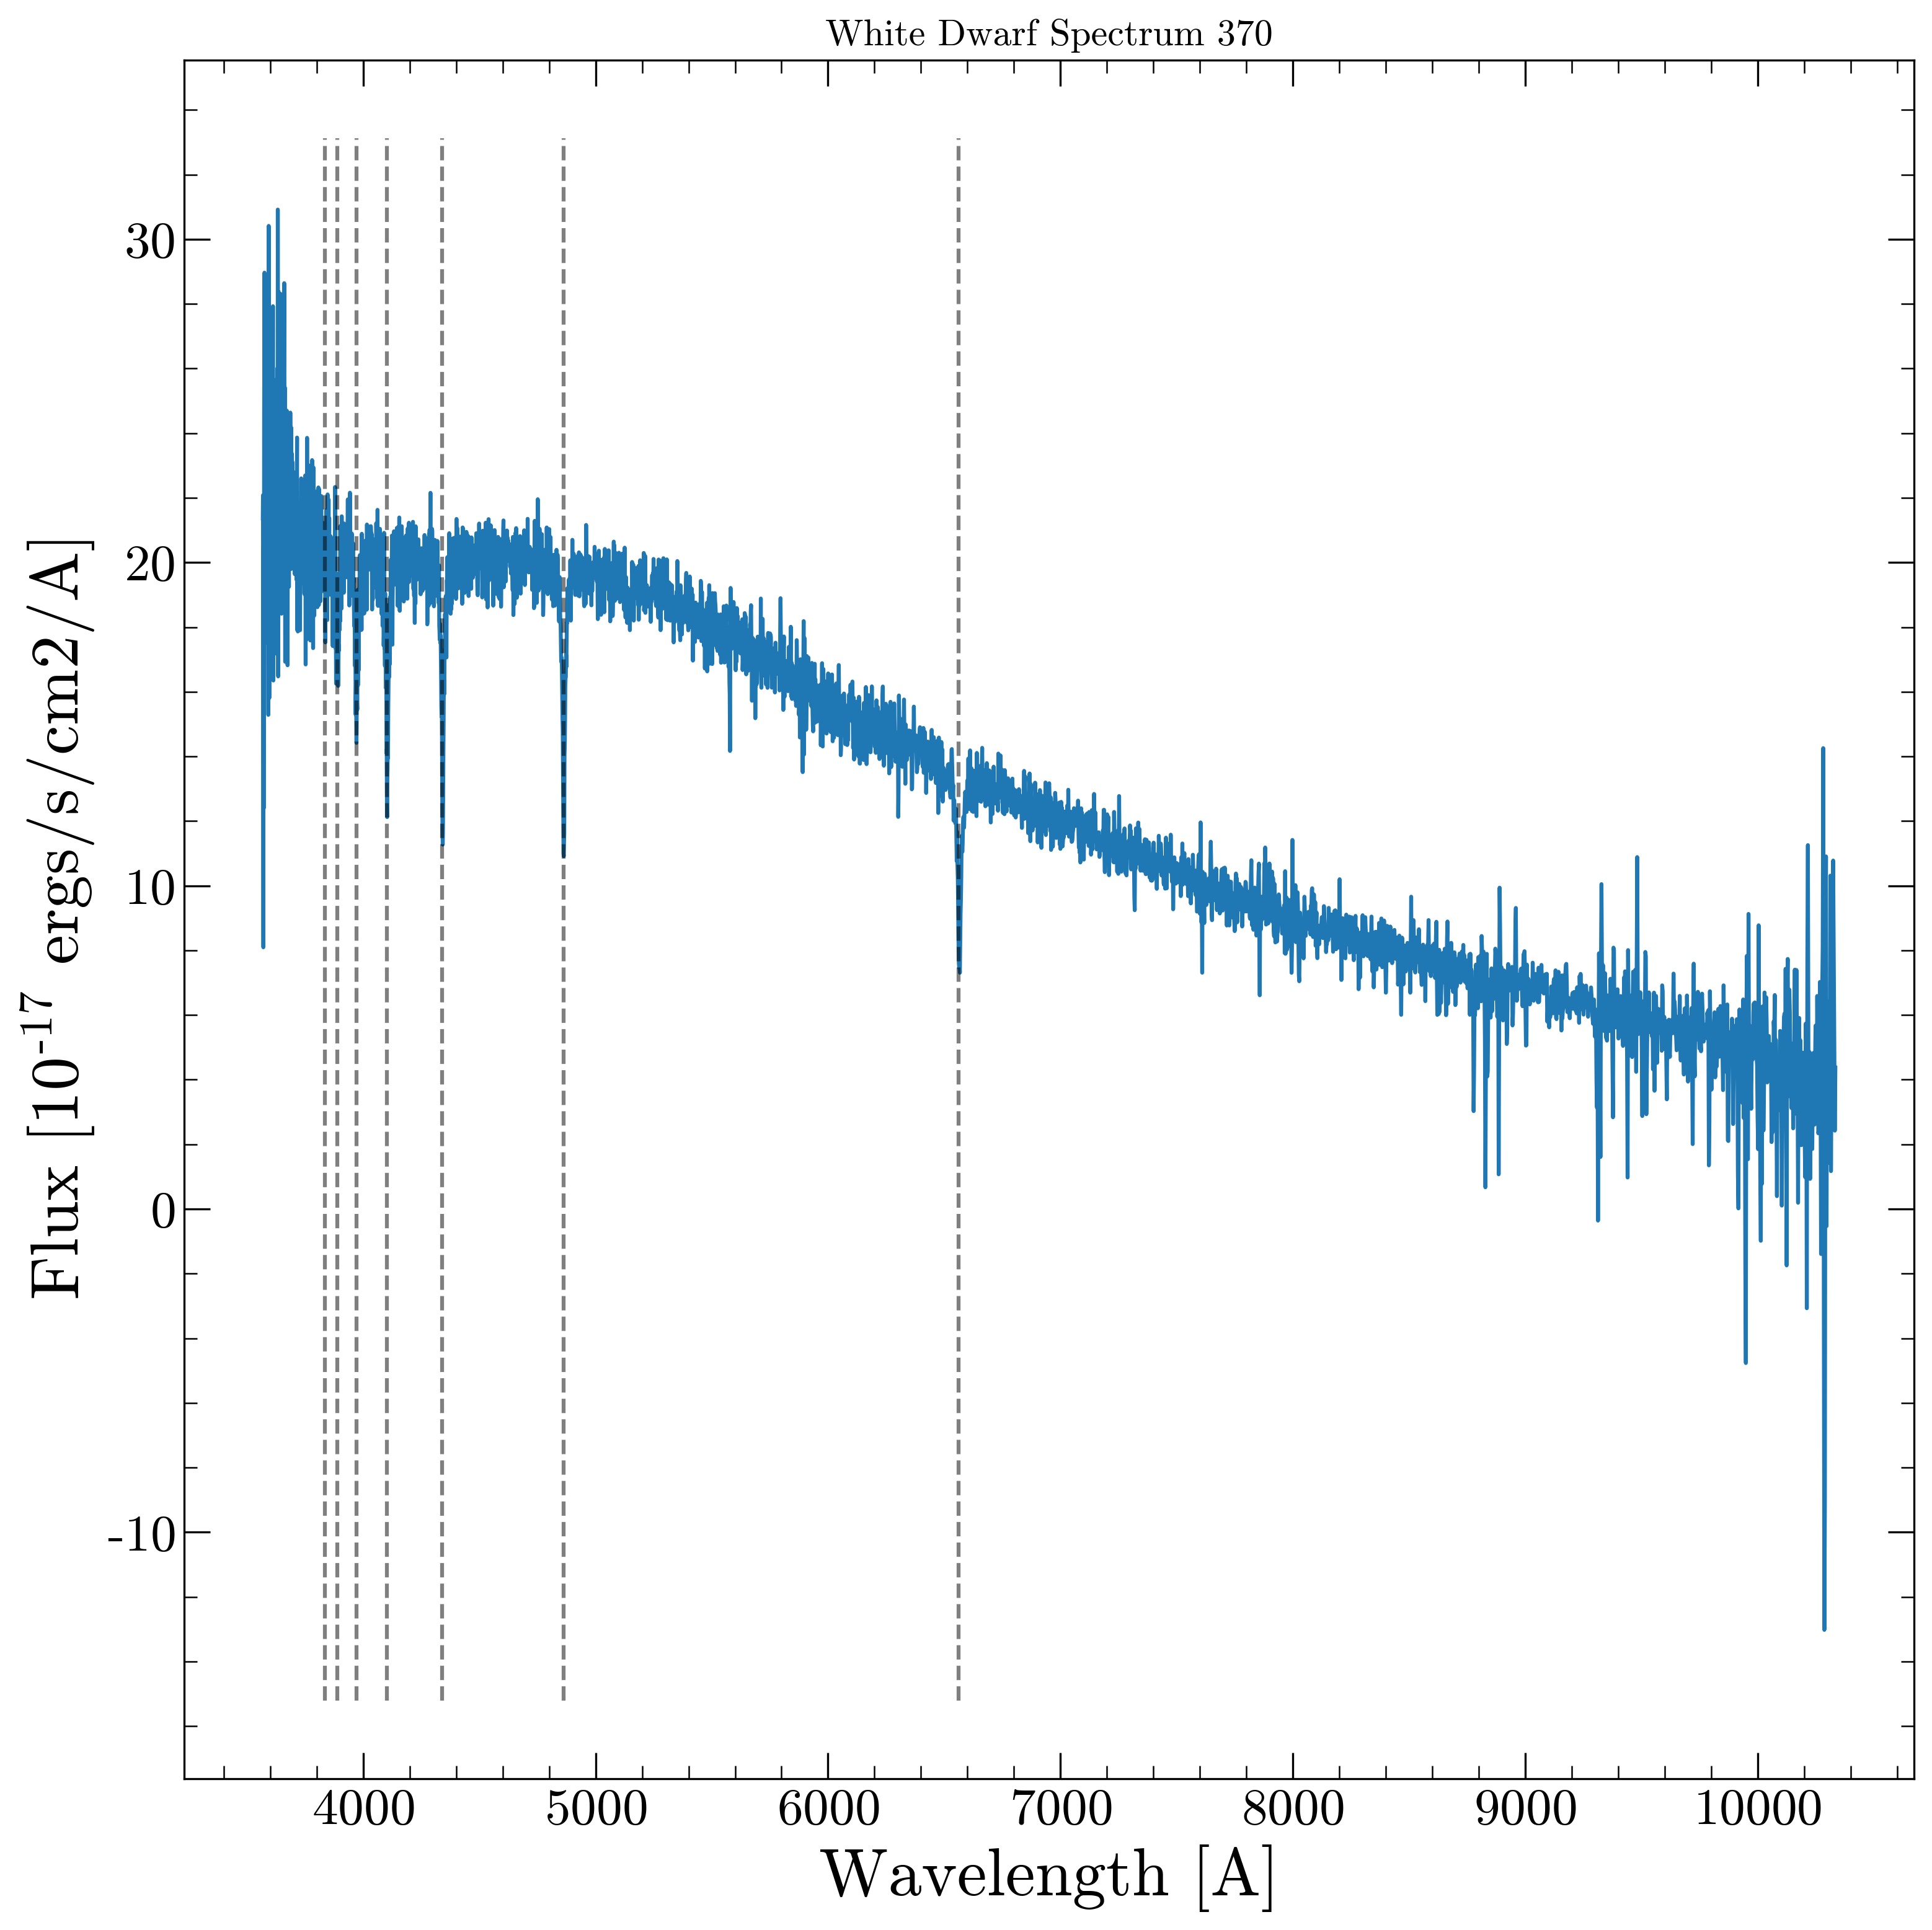 White Dwarf Spectrum 370
Flux [10-17 ergs/s/cm2/A]
30
20
10
0
-10
4000 5000 6000 7000 8000 9000 10000
Wavelength [A]